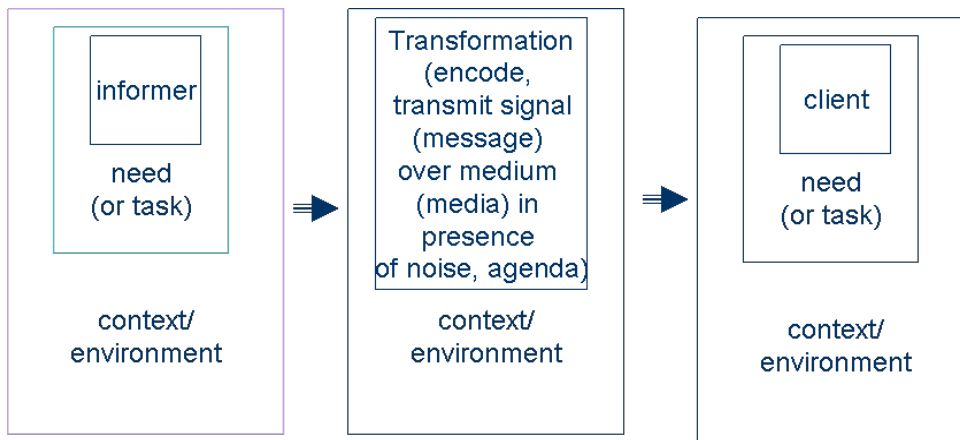 informer
need
(or task)
context/
environment
Transformation
(encode,
transmit signal
(message)
over medium
(media) in
presence
of noise, agenda)
context/
environment
client
need
(or task)
context/
environment